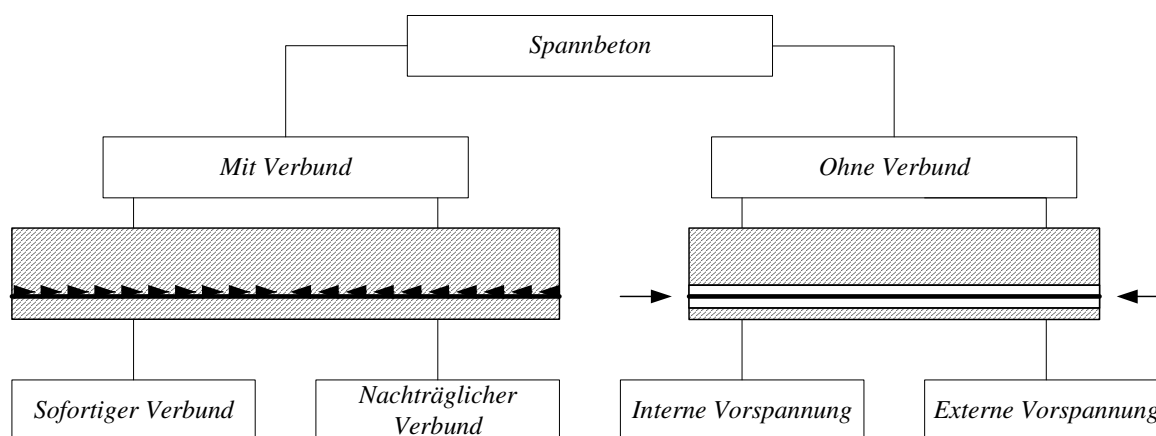 Spannbeton
Mit Verbund
Ohne Verbund
Sofortiger Verbund
Nachträglicher
Verbund
Interne Vorspannung
Externe Vorspannung